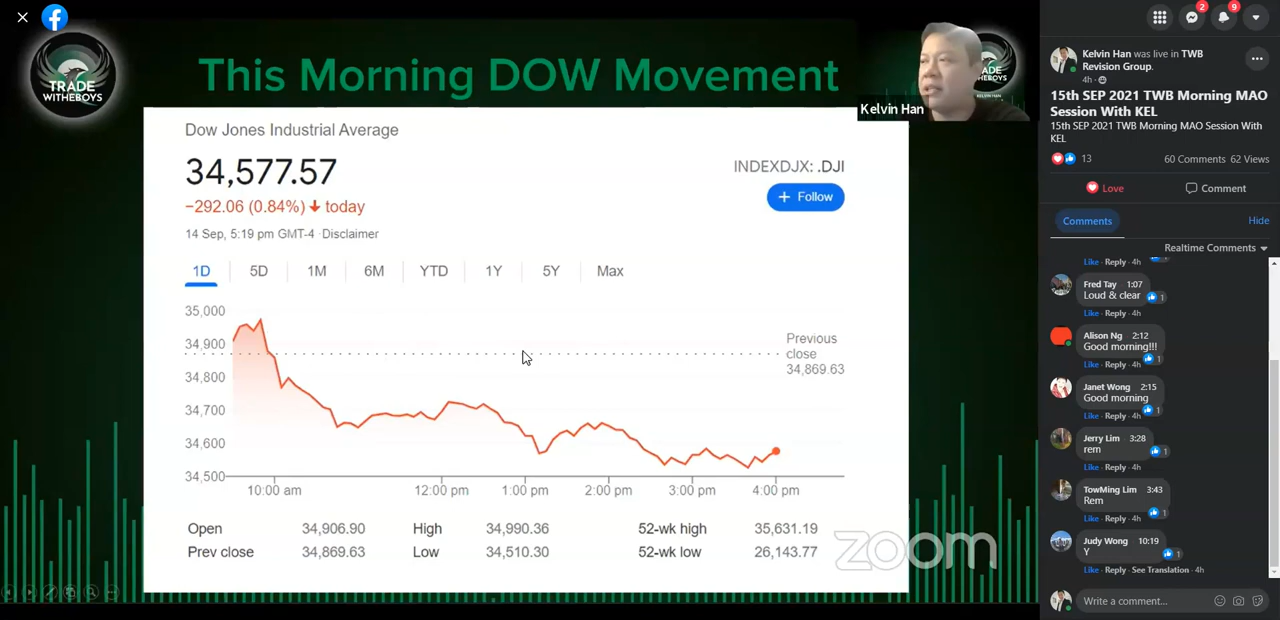 This Morning DOW Movement
TRADE
WITHEBOYS
Kelvin Han
Dow Jones Industrial Average
34,577.57
−292.06 (0.84%) ↓ today
14 Sep, 5:19 pm GMT-4 · Disclaimer
INDEXDJX: .DJI
+ Follow
1D 5D 1M 6M YTD 1Y 5Y Max
35,000
34,900
34,800
34,700
34,600
34,500
Previous
close
34,869.63
10:00 am 12:00 pm 1:00 pm 2:00 pm 3:00 pm 4:00 pm
Open 34,906.90 High 34,990.36 52-wk high 35,631.19
Prev close 34,869.63 Low 34,510.30 52-wk low 26,143.77
zoom
2 9
Kelvin Han was live in TWB
Revision Group.
4h ·
15th SEP 2021 TWB Morning MAO
Session With KEL
15th SEP 2021 TWB Morning MAO Session With
KEL
13 60 Comments 62 Views
Love Comment
Comments Hide
Realtime Comments
Like · Reply · 4h 1
Fred Tay 1:07
Loud & clear 1
Like · Reply · 4h
Alison Ng 2:12
Good morning!!! 1
Like · Reply · 4h
Janet Wong 2:15
Good morning 1
Like · Reply · 4h
Jerry Lim 3:28
rem 1
Like · Reply · 4h
TowMing Lim 3:43
Rem 1
Like · Reply · 4h
Judy Wong 10:19
Y 1
Like · Reply · See Translation · 4h
Write a comment...